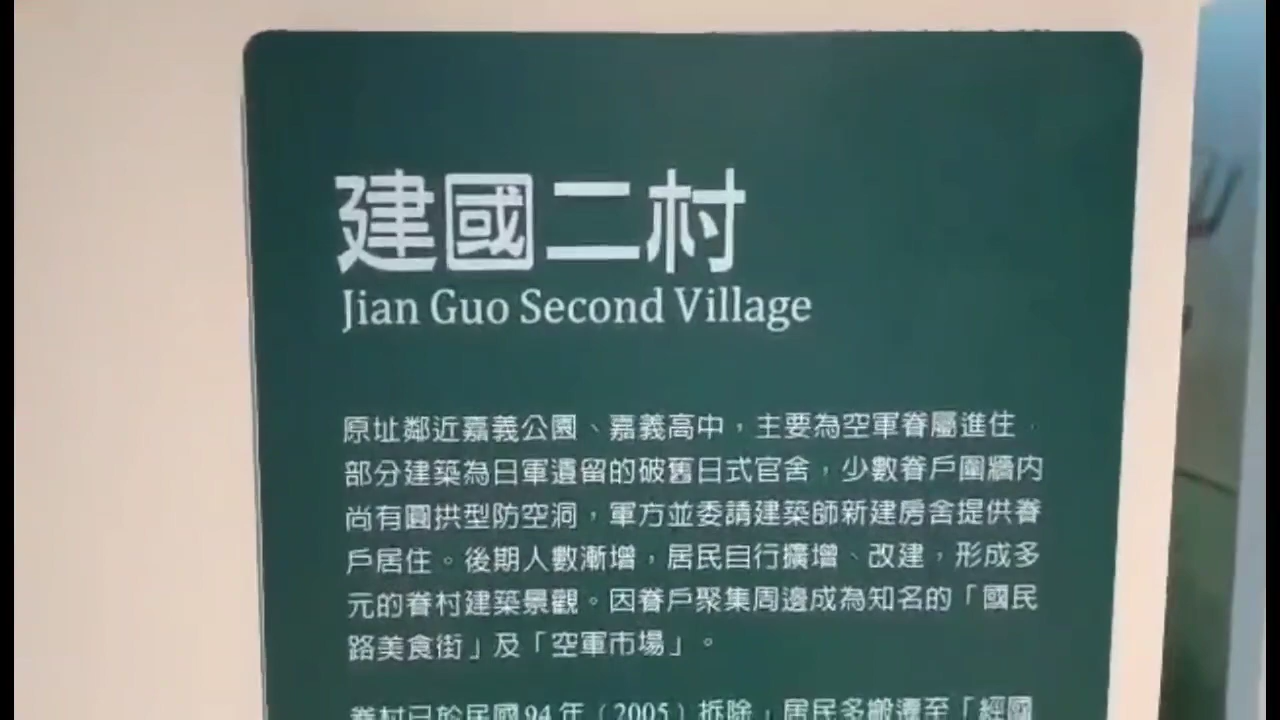 建國二村
Jian Guo Second Village
原址鄰近嘉義公園、嘉義高中，主要為空軍眷屬進住，
部分建築為日軍遺留的破舊日式官舍，少數眷戶圍牆內
尚有圓拱型防空洞，軍方並委請建築師新建房舍提供眷
戶居住。後期人數漸增，居民自行擴增、改建，形成多
元的眷村建築景觀。因眷戶聚集周邊成為知名的「國民
路美食街」及「空軍市場」。
眷村已於民國94年（2005）拆除，居民多搬遷至「經國